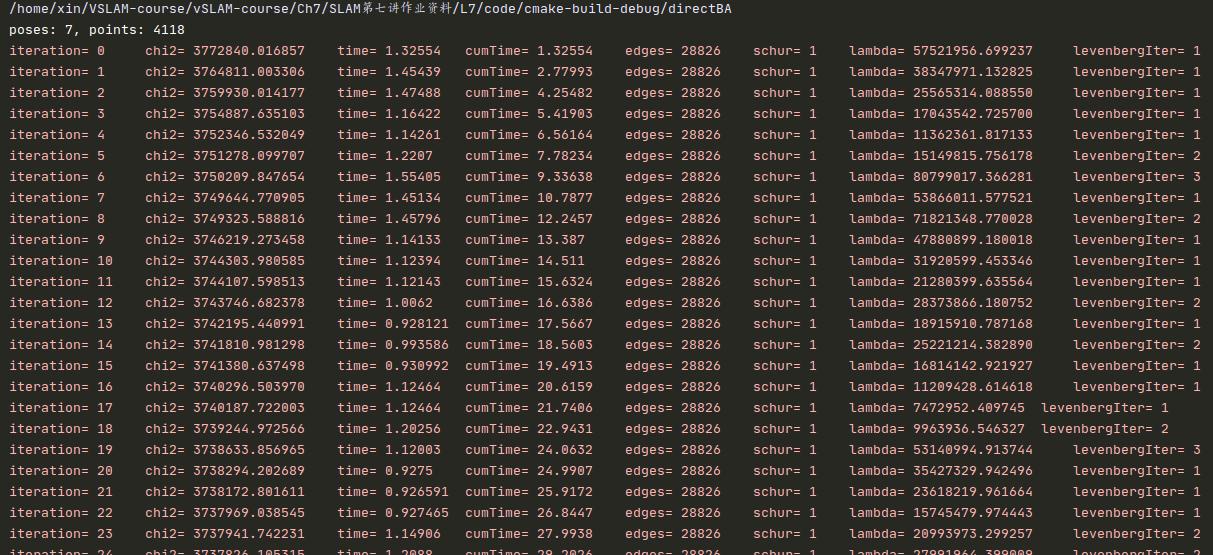 /home/xin/VSLAM-course/vSLAM-course/Ch7/SLAM第七讲作业资料/L7/code/cmake-build-debug/directBA
poses: 7, points: 4118
iteration= 0 chi2= 3772840.016857 time= 1.32554 cumTime= 1.32554 edges= 28826 schur= 1 lambda= 57521956.699237 levenbergIter= 1
iteration= 1 chi2= 3764811.003306 time= 1.45439 cumTime= 2.77993 edges= 28826 schur= 1 lambda= 38347971.132825 levenbergIter= 1
iteration= 2 chi2= 3759930.014177 time= 1.47488 cumTime= 4.25482 edges= 28826 schur= 1 lambda= 25565314.088550 levenbergIter= 1
iteration= 3 chi2= 3754887.635103 time= 1.16422 cumTime= 5.41903 edges= 28826 schur= 1 lambda= 17043542.725700 levenbergIter= 1
iteration= 4 chi2= 3752346.532049 time= 1.14261 cumTime= 6.56164 edges= 28826 schur= 1 lambda= 11362361.817133 levenbergIter= 1
iteration= 5 chi2= 3751278.099707 time= 1.2207 cumTime= 7.78234 edges= 28826 schur= 1 lambda= 15149815.756178 levenbergIter= 2
iteration= 6 chi2= 3750209.847654 time= 1.55405 cumTime= 9.33638 edges= 28826 schur= 1 lambda= 80799017.366281 levenbergIter= 3
iteration= 7 chi2= 3749644.770905 time= 1.45134 cumTime= 10.7877 edges= 28826 schur= 1 lambda= 53866011.577521 levenbergIter= 1
iteration= 8 chi2= 3749323.588816 time= 1.45796 cumTime= 12.2457 edges= 28826 schur= 1 lambda= 71821348.770028 levenbergIter= 2
iteration= 9 chi2= 3746219.273458 time= 1.14133 cumTime= 13.387 edges= 28826 schur= 1 lambda= 47880899.180018 levenbergIter= 1
iteration= 10 chi2= 3744303.980585 time= 1.12394 cumTime= 14.511 edges= 28826 schur= 1 lambda= 31920599.453346 levenbergIter= 1
iteration= 11 chi2= 3744107.598513 time= 1.12143 cumTime= 15.6324 edges= 28826 schur= 1 lambda= 21280399.635564 levenbergIter= 1
iteration= 12 chi2= 3743746.682378 time= 1.0062 cumTime= 16.6386 edges= 28826 schur= 1 lambda= 28373866.180752 levenbergIter= 2
iteration= 13 chi2= 3742195.440991 time= 0.928121 cumTime= 17.5667 edges= 28826 schur= 1 lambda= 18915910.787168 levenbergIter= 1
iteration= 14 chi2= 3741810.981298 time= 0.993586 cumTime= 18.5603 edges= 28826 schur= 1 lambda= 25221214.382890 levenbergIter= 2
iteration= 15 chi2= 3741380.637498 time= 0.930992 cumTime= 19.4913 edges= 28826 schur= 1 lambda= 16814142.921927 levenbergIter= 1
iteration= 16 chi2= 3740296.503970 time= 1.12464 cumTime= 20.6159 edges= 28826 schur= 1 lambda= 11209428.614618 levenbergIter= 1
iteration= 17 chi2= 3740187.722003 time= 1.12464 cumTime= 21.7406 edges= 28826 schur= 1 lambda= 7472952.409745 levenbergIter= 1
iteration= 18 chi2= 3739244.972566 time= 1.20256 cumTime= 22.9431 edges= 28826 schur= 1 lambda= 9963936.546327 levenbergIter= 2
iteration= 19 chi2= 3738633.856965 time= 1.12003 cumTime= 24.0632 edges= 28826 schur= 1 lambda= 53140994.913744 levenbergIter= 3
iteration= 20 chi2= 3738294.202689 time= 0.9275 cumTime= 24.9907 edges= 28826 schur= 1 lambda= 35427329.942496 levenbergIter= 1
iteration= 21 chi2= 3738172.801611 time= 0.926591 cumTime= 25.9172 edges= 28826 schur= 1 lambda= 23618219.961664 levenbergIter= 1
iteration= 22 chi2= 3737969.038545 time= 0.927465 cumTime= 26.8447 edges= 28826 schur= 1 lambda= 15745479.974443 levenbergIter= 1
iteration= 23 chi2= 3737941.742231 time= 1.14906 cumTime= 27.9938 edges= 28826 schur= 1 lambda= 20993973.299257 levenbergIter= 2
iteration= 24 chi2= 3737826.105315 time= 1.2088 cumTime= 29.2026 edges= 28826 schur= 1 lambda= 27991964.399009 levenbergIter= 2